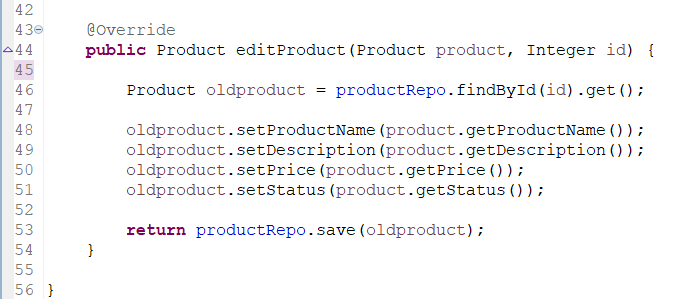 42
43 @Override
44 public Product editProduct(Product product, Integer id) {
45
46 Product oldproduct = productRepo.findById(id).get();
47
48 oldproduct.setProductName(product.getProductName());
49 oldproduct.setDescription(product.getDescription());
50 oldproduct.setPrice(product.getPrice());
51 oldproduct.setStatus(product.getStatus());
52
53 return productRepo.save(oldproduct);
54 }
55
56 }